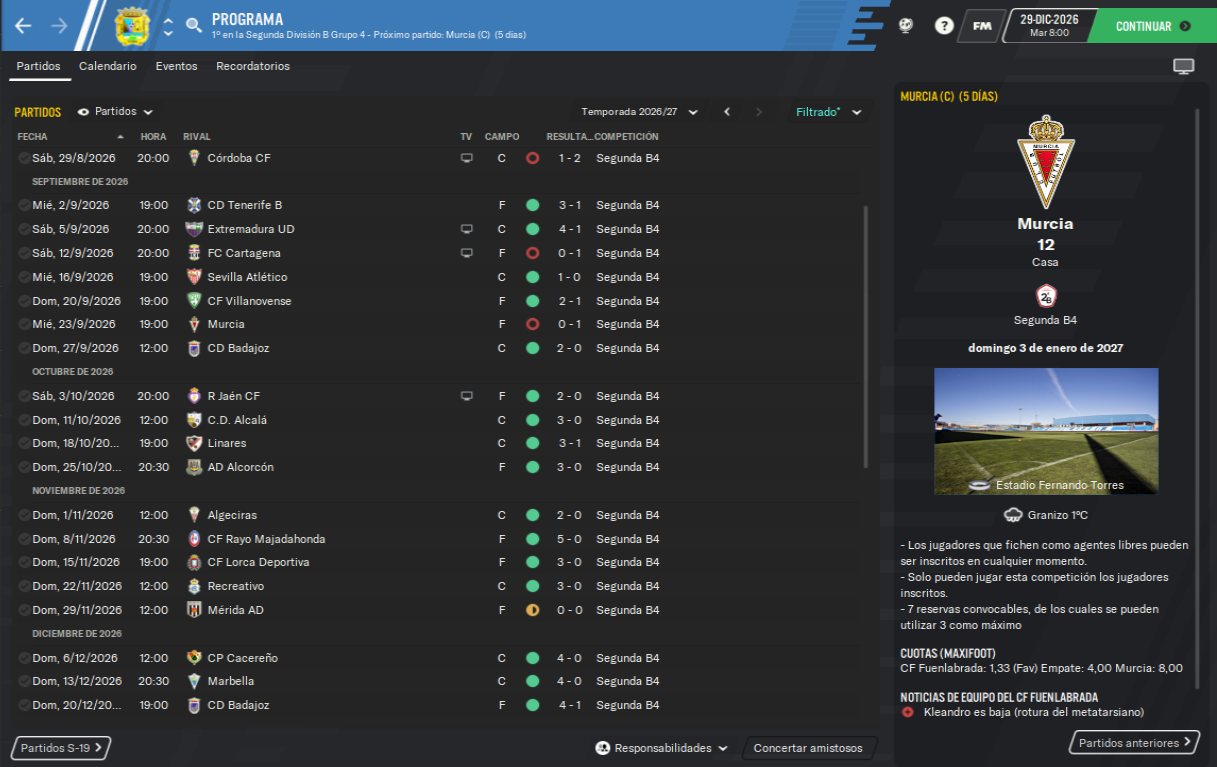 PROGRAMA
1º en la Segunda División B Grupo 4 - Próximo partido: Murcia (C) (5 días)
?
FM
29-DIC-2026
Mar 8:00
CONTINUAR
Partidos
Calendario
Eventos
Recordatorios
PARTIDOS
Partidos
Temporada 2026/27
Filtrado*
FECHA HORA RIVAL TV CAMPO RESULTA... COMPETICIÓN
Sáb, 29/8/2026 20:00 Córdoba CF C 1 - 2 Segunda B4
SEPTIEMBRE DE 2026
Mié, 2/9/2026 19:00 CD Tenerife B F 3 - 1 Segunda B4
Sáb, 5/9/2026 20:00 Extremadura UD C 4 - 1 Segunda B4
Sáb, 12/9/2026 20:00 FC Cartagena F 0 - 1 Segunda B4
Mié, 16/9/2026 19:00 Sevilla Atlético C 1 - 0 Segunda B4
Dom, 20/9/2026 19:00 CF Villanovense F 2 - 1 Segunda B4
Mié, 23/9/2026 19:00 Murcia F 0 - 1 Segunda B4
Dom, 27/9/2026 12:00 CD Badajoz C 2 - 0 Segunda B4
OCTUBRE DE 2026
Sáb, 3/10/2026 20:00 R Jaén CF F 2 - 0 Segunda B4
Dom, 11/10/2026 12:00 C.D. Alcalá C 3 - 0 Segunda B4
Dom, 18/10/20... 19:00 Linares C 3 - 1 Segunda B4
Dom, 25/10/20... 20:30 AD Alcorcón F 3 - 0 Segunda B4
NOVIEMBRE DE 2026
Dom, 1/11/2026 12:00 Algeciras C 2 - 0 Segunda B4
Dom, 8/11/2026 20:30 CF Rayo Majadahonda F 5 - 0 Segunda B4
Dom, 15/11/2026 19:00 CF Lorca Deportiva F 3 - 0 Segunda B4
Dom, 22/11/2026 12:00 Recreativo C 3 - 0 Segunda B4
Dom, 29/11/2026 12:00 Mérida AD F 0 - 0 Segunda B4
DICIEMBRE DE 2026
Dom, 6/12/2026 12:00 CP Cacereño C 4 - 0 Segunda B4
Dom, 13/12/2026 20:30 Marbella C 4 - 0 Segunda B4
Dom, 20/12/20... 19:00 CD Badajoz F 4 - 1 Segunda B4
Partidos S-19
Responsabilidades
Concertar amistosos
MURCIA (C) (5 DÍAS)
MURCIA
Murcia
12
Casa
2ªB
Segunda B4
domingo 3 de enero de 2027
Estadio Fernando Torres
Granizo 1ºC
- Los jugadores que fichen como agentes libres pueden
ser inscritos en cualquier momento.
- Solo pueden jugar esta competición los jugadores
inscritos.
- 7 reservas convocables, de los cuales se pueden
utilizar 3 como máximo
CUOTAS (MAXIFOOT)
CF Fuenlabrada: 1,33 (Fav) Empate: 4,00 Murcia: 8,00
NOTICIAS DE EQUIPO DEL CF FUENLABRADA
Kleandro es baja (rotura del metatarsiano)
Partidos anteriores